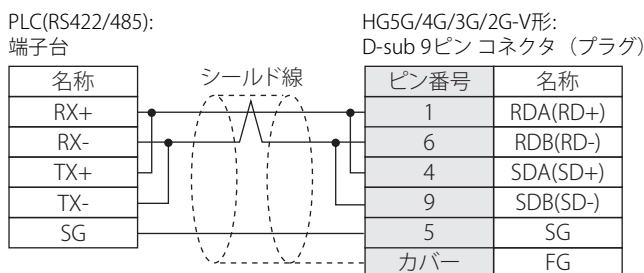 PLC(RS422/485):
端子台
HG5G/4G/3G/2G-V形:
D-sub 9ピン コネクタ（プラグ）
名称 シールド線 ピン番号 名称
RX+ 1 RDA(RD+)
RX- 6 RDB(RD-)
TX+ 4 SDA(SD+)
TX- 9 SDB(SD-)
SG 5 SG
カバー FG